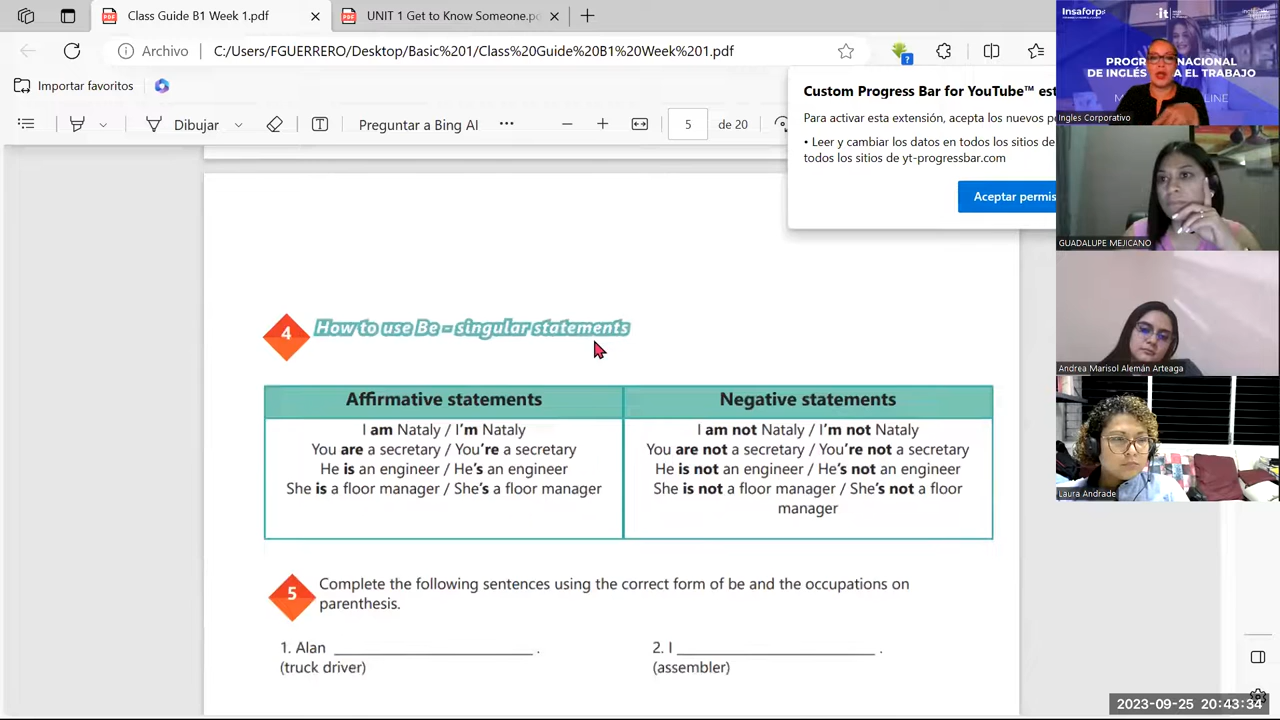 Class Guide B1 Week 1.pdf
UNIT I Get to Know Someone.p
Archivo
C:/Users/FGUERRERO/Desktop/Basic%201/Class%20Guide%20B1%20Week%201.pdf
Importar favoritos
Dibujar
Preguntar a Bing AI
5
de 20
Custom Progress Bar for YouTube™ est
Para activar esta extensión, acepta los nuevos pe
• Leer y cambiar los datos en todos los sitios de
todos los sitios de yt-progressbar.com
Aceptar permis
4
How to use Be - singular statements
Affirmative statements
Negative statements
I am Nataly / I'm Nataly
You are a secretary / You're a secretary
He is an engineer / He's an engineer
She is a floor manager / She's a floor manager
I am not Nataly / I'm not Nataly
You are not a secretary / You're not a secretary
He is not an engineer / He's not an engineer
She is not a floor manager / She's not a floor
manager
5
Complete the following sentences using the correct form of be and the occupations on
parenthesis.
1. Alan ________________________ .
(truck driver)
2. I ________________________ .
(assembler)
Insaforp
it
PROGR NACIONAL
DE INGLÉS A EL TRABAJO
M LINE
Ingles Corporativo
GUADALUPE MEJICANO
Andrea Marisol Alemán Arteaga
Laura Andrade
2023-09-25 20:43:34